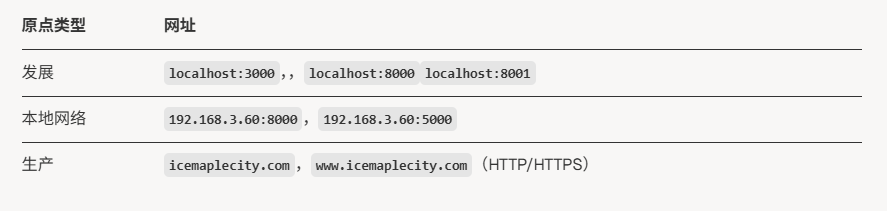 原点类型 网址
发展 localhost:3000，, localhost:8000 localhost:8001
本地网络 192.168.3.60:8000，192.168.3.60:5000
生产 icemaplecity.com，www.icemaplecity.com（HTTP/HTTPS）